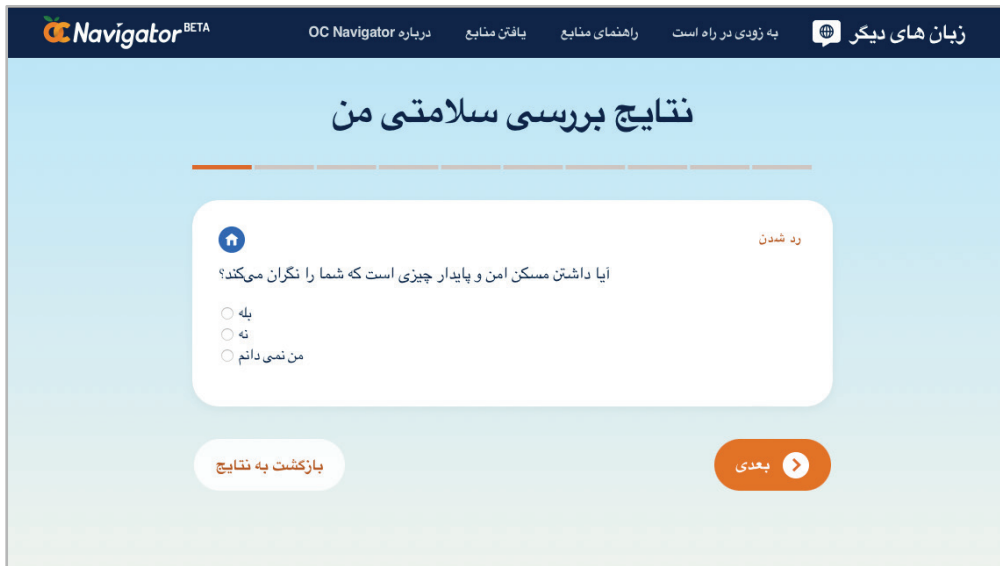 OC Navigator BETA
درباره OC Navigator
یافتن منابع
راهنمای منابع
به زودی در راه است
زبان های دیگر
نتایج بررسی سلامتی من
رد شدن
آیا داشتن مسکن امن و پایدار چیزی است که شما را نگران می‌کند؟
بله
نه
من نمی دانم
بازگشت به نتایج
بعدی